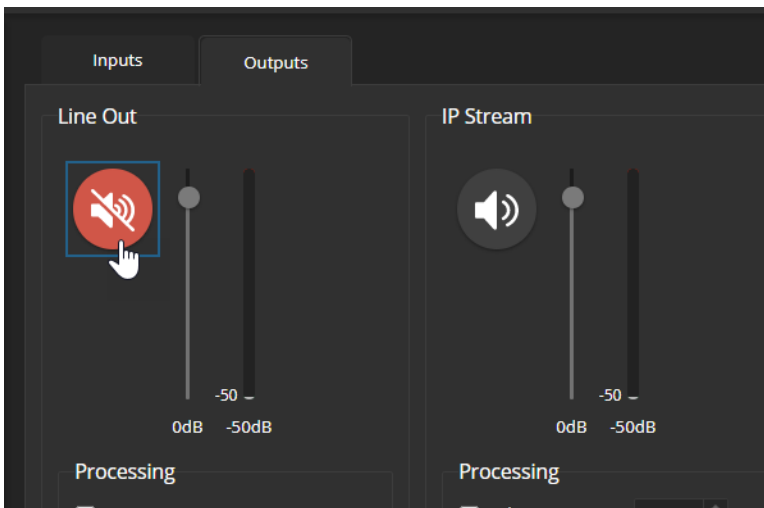 Inputs
Outputs
Line Out
IP Stream
-50
-50
0dB
-50dB
0dB
-50dB
Processing
Processing